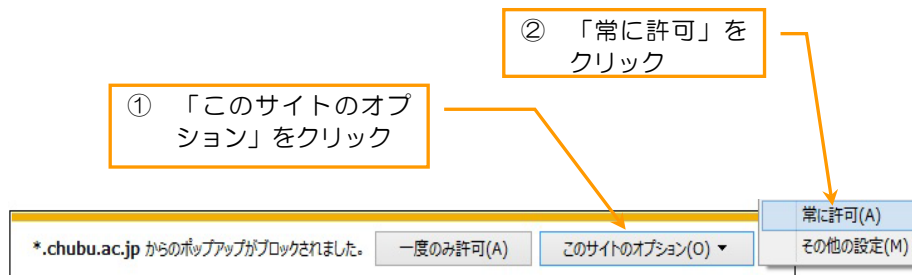 ② 「常に許可」を
クリック
① 「このサイトのオプ
ション」をクリック
*.chubu.ac.jp からのポップアップがブロックされました。 一度のみ許可(A) このサイトのオプション(O) ▼
常に許可(A)
その他の設定(M)